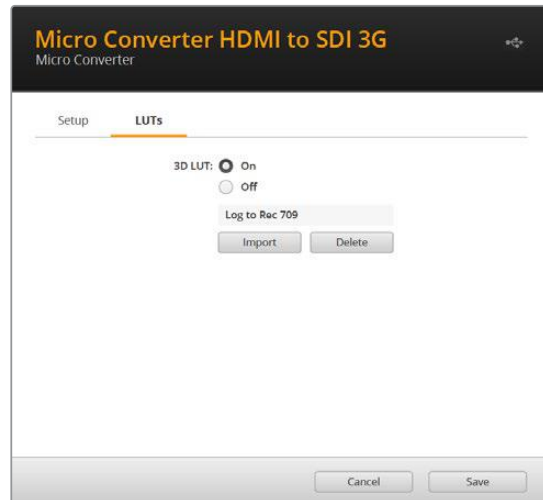 Micro Converter HDMI to SDI 3G
Micro Converter
Setup LUTs
3D LUT: On
Off
Log to Rec 709
Import Delete
Cancel Save